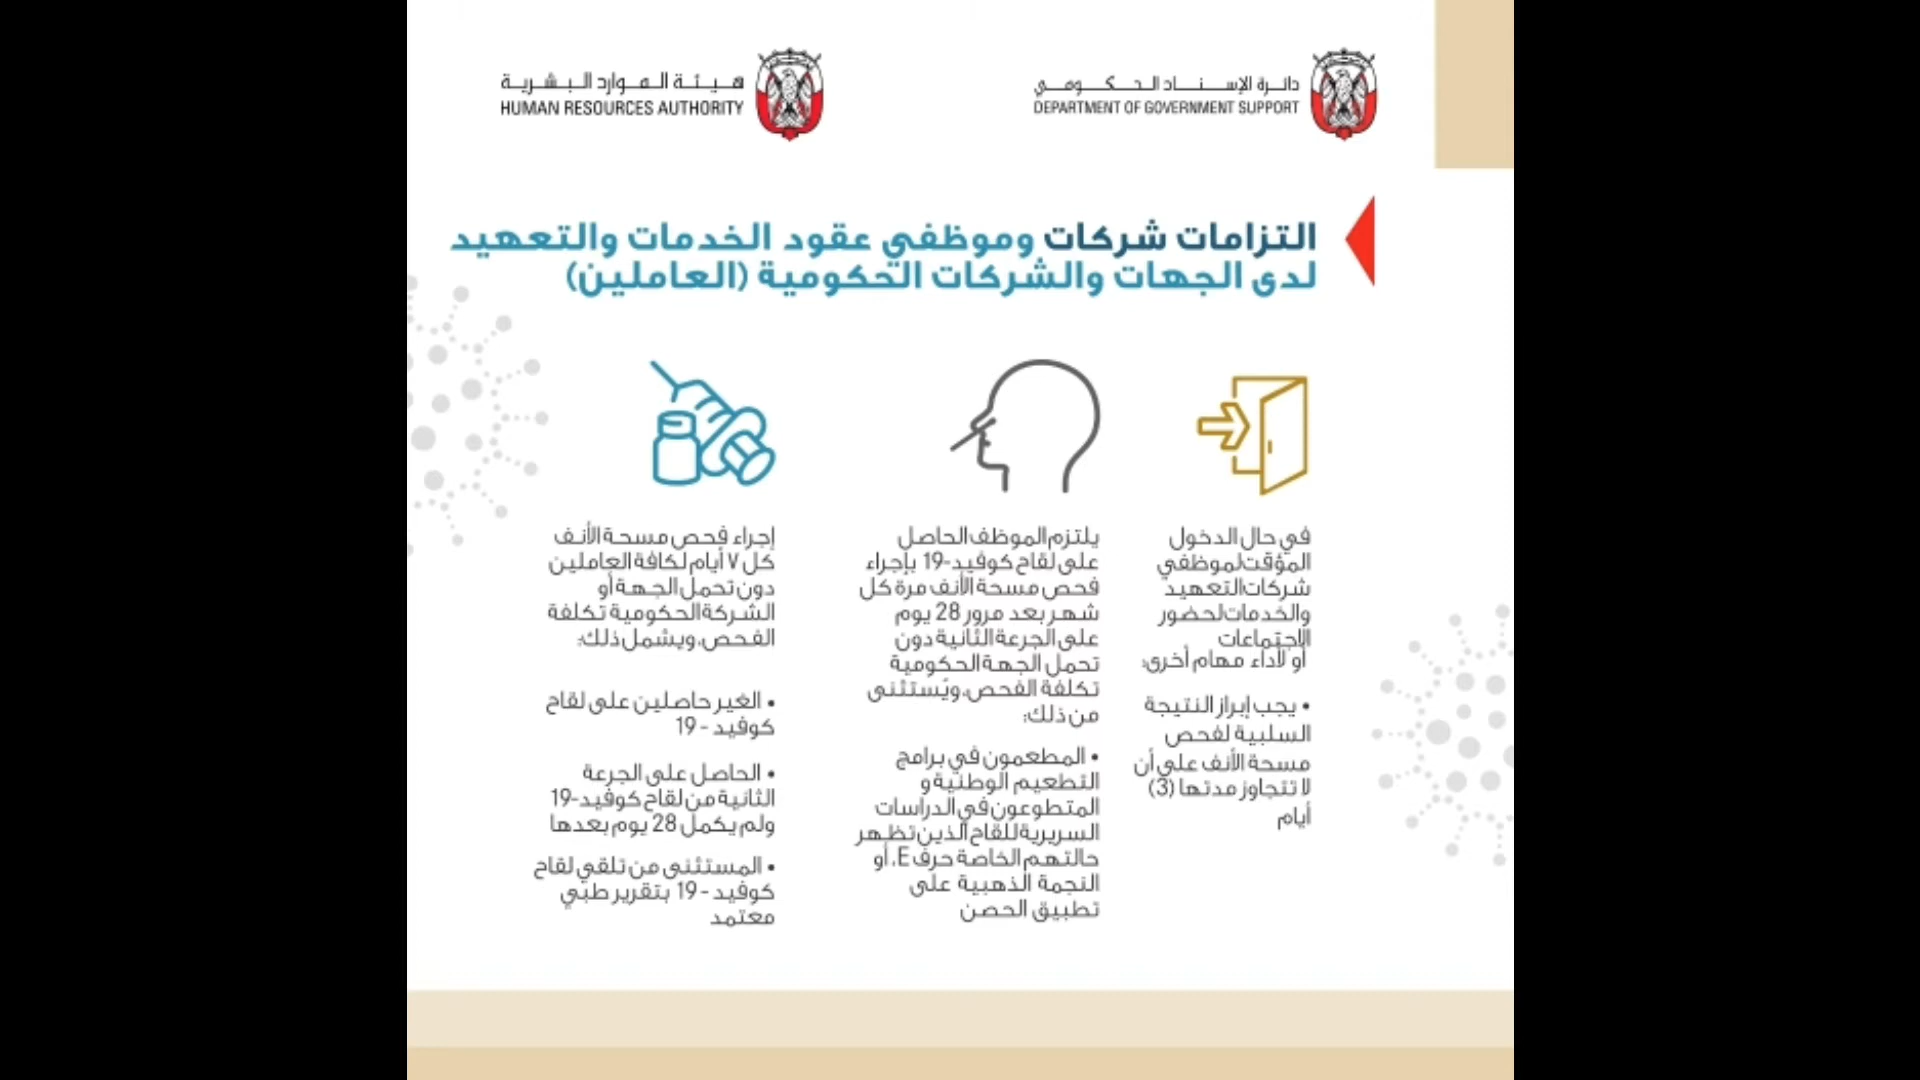 دائرة الإسناد الحكومي
DEPARTMENT OF GOVERNMENT SUPPORT
هيئة الموارد البشرية
HUMAN RESOURCES AUTHORITY
التزامات شركات وموظفي عقود الخدمات والتعهيد
لدى الجهات والشركات الحكومية (العاملين)
في حال الدخول
المؤقت لموظفي
شركات التعهيد
والخدمات لحضور
الاجتماعات
أو لأداء مهام أخرى:
• يجب إبراز النتيجة
السلبية لفحص
مسحة الأنف على أن
لا تتجاوز مدتها (3)
أيام
يلتزم الموظف الحاصل
على لقاح كوفيد-19 بإجراء
فحص مسحة الأنف مرة كل
شهر بعد مرور 28 يوم
على الجرعة الثانية دون
تحمل الجهة الحكومية
تكلفة الفحص، ويُستثنى
من ذلك:
• المطعمون في برامج
التطعيم الوطنية و
المتطوعون في الدراسات
السريرية للقاح الذين تظهر
حالتهم الخاصة حرف E، أو
النجمة الذهبية على
تطبيق الحصن
إجراء فحص مسحة الأنف
كل ٧ أيام لكافة العاملين
دون تحمل الجهة أو
الشركة الحكومية تكلفة
الفحص، ويشمل ذلك:
• الغير حاصلين على لقاح
كوفيد - 19
• الحاصل على الجرعة
الثانية من لقاح كوفيد-19
ولم يكمل 28 يوم بعدها
• المستثنى من تلقي لقاح
كوفيد - 19 بتقرير طبي
معتمد